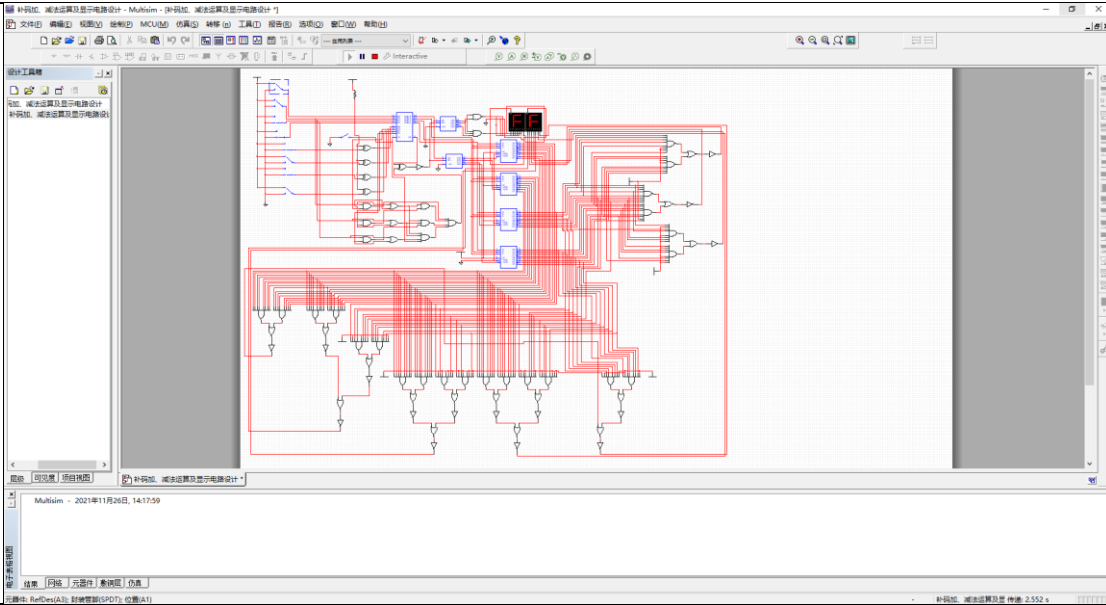 补码加、减法运算及显示电路设计 - Multisim - [补码加、减法运算及显示电路设计 *]
文件(F) 编辑(E) 视图(V) 绘制(P) MCU(M) 仿真(S) 转移(n) 工具(T) 报告(R) 选项(O) 窗口(W) 帮助(H)
Interactive
设计工具箱
码加、减法运算及显示电路设计
补码加、减法运算及显示电路设
层级 可见度 项目视图
补码加、减法运算及显示电路设计 *
Multisim - 2021年11月26日, 14:17:59
电子表格视图
结果 网络 元器件 敷铜层 仿真
元器件: RefDes(A3); 封装管脚(SPDT); 位置(A1)
- 补码加、减法运算及显 传递: 2.552 s